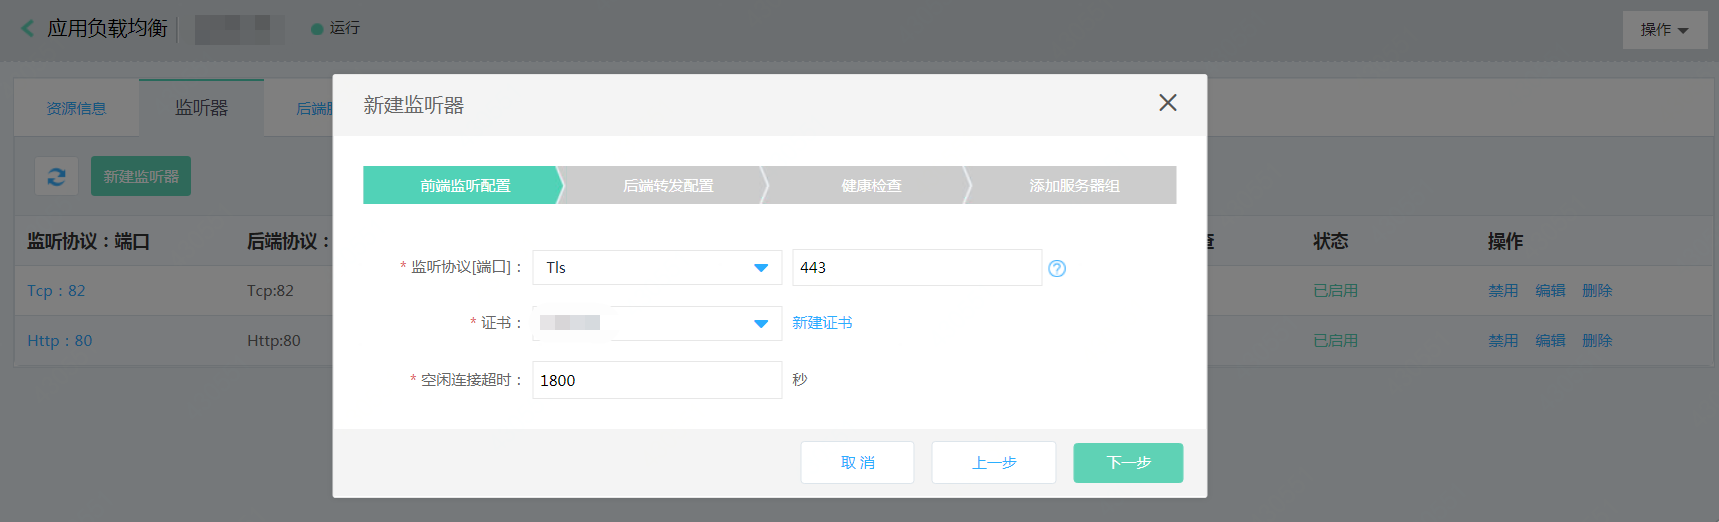 应用负载均衡
运行
操作
资源信息
监听器
后端
新建监听器
监听协议：端口
后端协议：
状态
操作
Tcp：82
Tcp:82
已启用
禁用 编辑 删除
Http：80
Http:80
已启用
禁用 编辑 删除
新建监听器
前端监听配置
后端转发配置
健康检查
添加服务器组
* 监听协议[端口]：
Tls
443
?
* 证书：
新建证书
* 空闲连接超时：
1800
秒
取 消
上一步
下一步